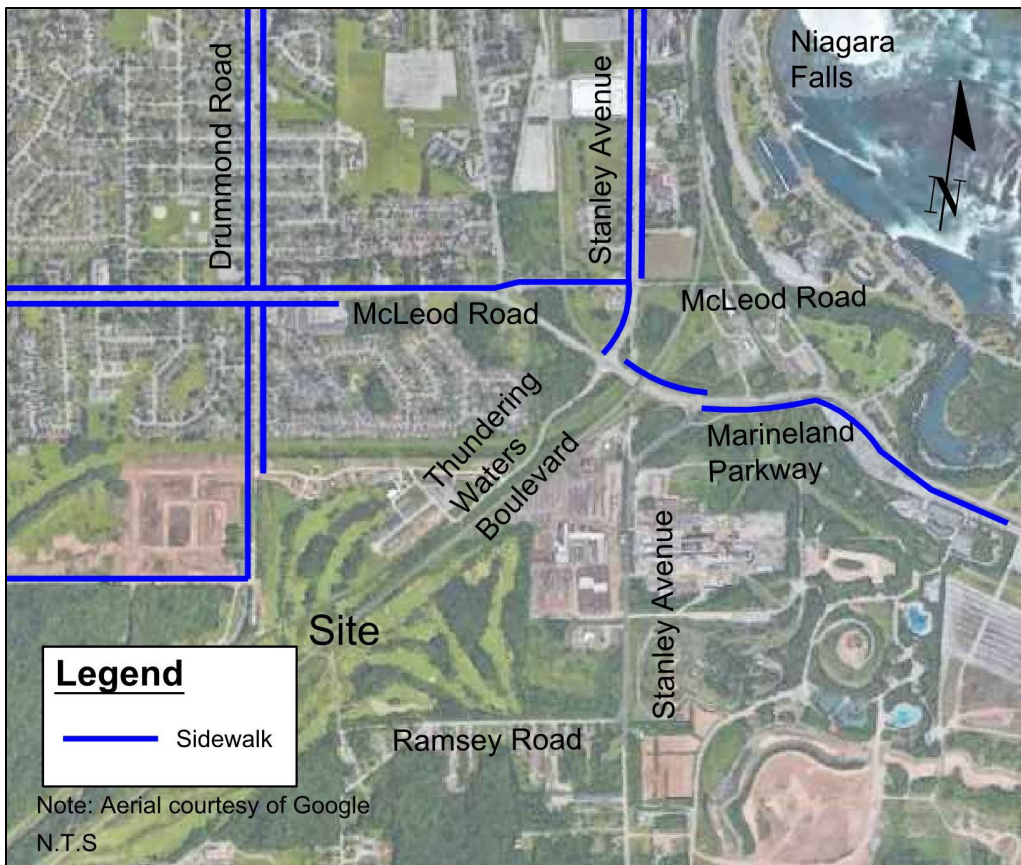 Niagara
Falls
Drummond Road
Stanley Avenue
N
McLeod Road
McLeod Road
Thundering
Waters
Boulevard
Marineland
Parkway
Stanley Avenue
Site
Ramsey Road
Legend
Sidewalk
Note: Aerial courtesy of Google
N.T.S